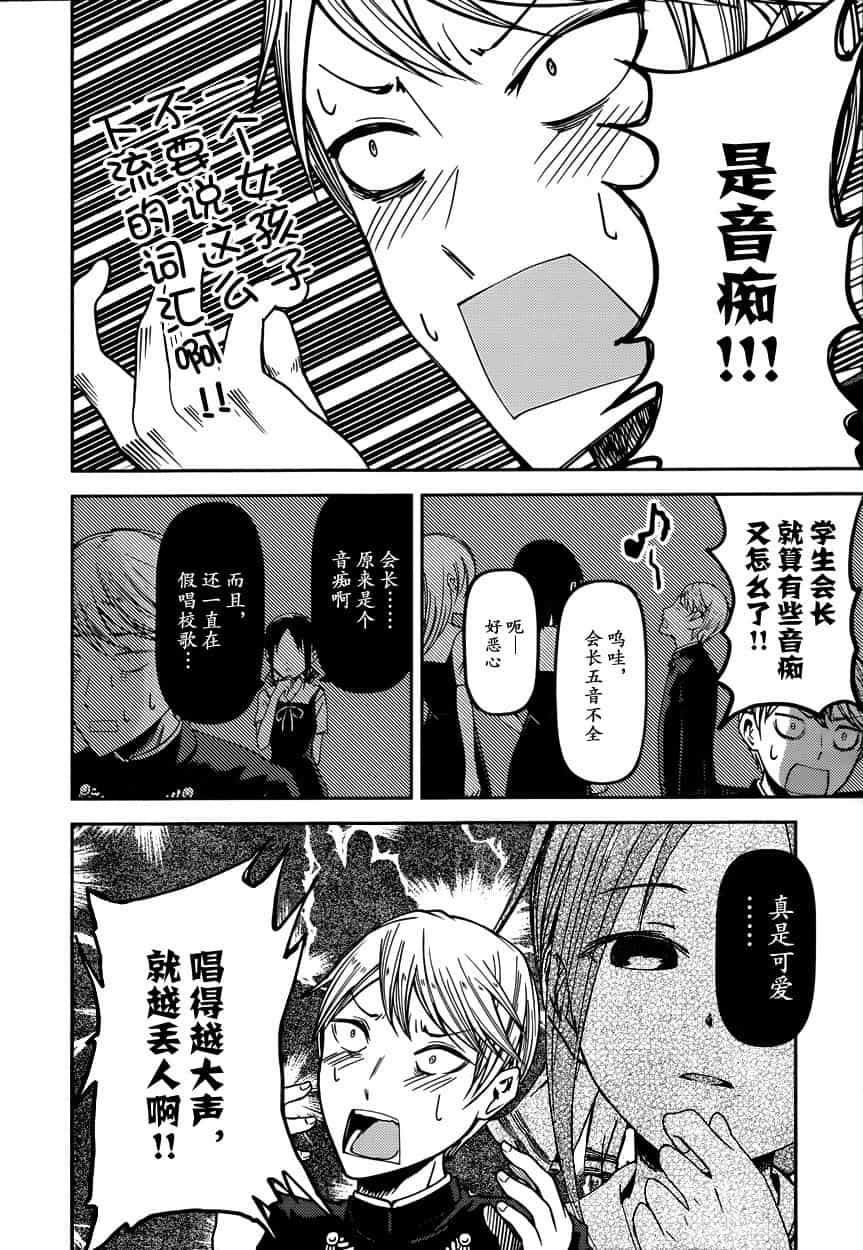 是音痴!!!
一个女孩子
不要说这么
下流的词汇啊!!
学生会长
就算有些音痴
又怎么了!!
呜哇，
会长五音不全
呃—
好恶心
会长……
原来是个
音痴啊
而且，
还一直在
假唱校歌…
真是可爱
……
唱得越大声，
就越丢人啊!!